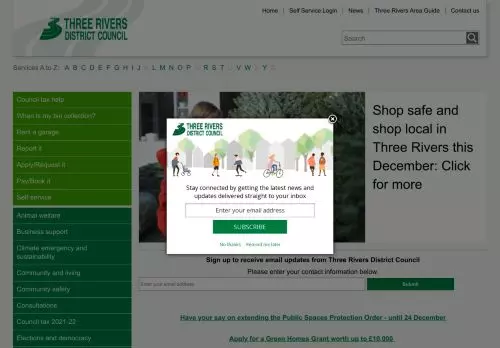 Home | Self Service Login | News | Three Rivers Area Guide | Contact us
THREE RIVERS
DISTRICT COUNCIL
Search
Services A to Z: A B C D E F G H I J K L M N O P Q R S T U V W X Y Z
Council tax help
When is my bin collection?
Rent a garage
Report it
Apply/Request it
Pay/Book it
Self service
Animal welfare
Business support
Climate emergency and
sustainability
Community and living
Community safety
Consultations
Council tax 2021-22
Elections and democracy
Shop safe and
shop local in
Three Rivers this
December: Click
for more
THREE RIVERS
DISTRICT COUNCIL
Stay connected by getting the latest news and
updates delivered straight to your inbox
Enter your email address
SUBSCRIBE
No thanks Remind me later
Sign up to receive email updates from Three Rivers District Council
Please enter your contact information below.
Enter your email address
Submit
Have your say on extending the Public Spaces Protection Order - until 24 December
Apply for a Green Homes Grant worth up to £10,000